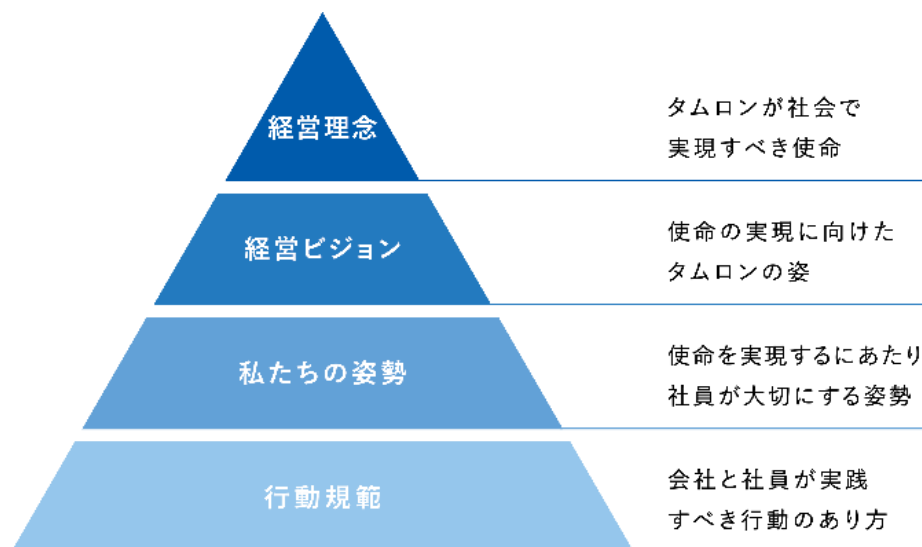 経営理念
タムロンが社会で
実現すべき使命
経営ビジョン
使命の実現に向けた
タムロンの姿
私たちの姿勢
使命を実現するにあたり
社員が大切にする姿勢
行動規範
会社と社員が実践
すべき行動のあり方